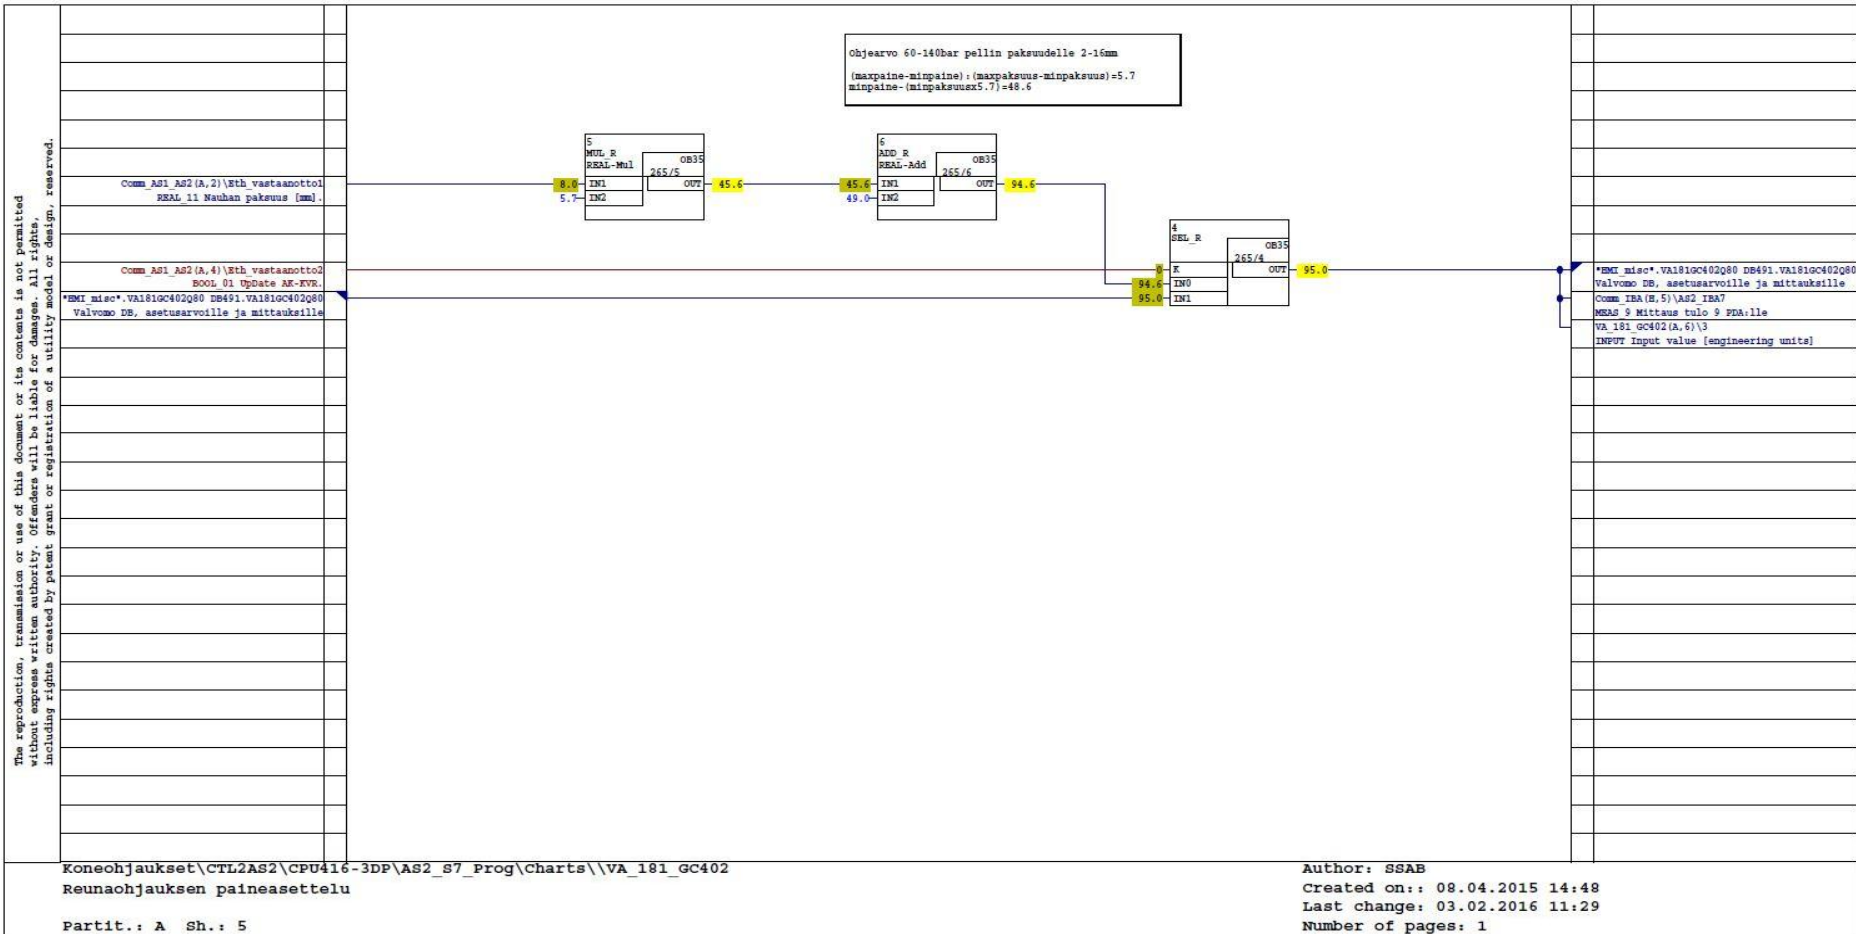 The reproduction, transmission or use of this document or its contents is not permitted
without express written authority. Offenders will be liable for damages. All rights,
including rights created by patent grant or registration of a utility model or design, reserved.
Ohjearvo 60-140bar pellin paksuudelle 2-16mm
(maxpaine-minpaine):(maxpaksuus-minpaksuus)=5.7
minpaine-(minpaksuusx5.7)=48.6
Comm_AS1_AS2(A,2)\Eth_vastaanotto1
REAL_11 Nauhan paksuus [mm].
5
MUL_R
REAL-Mul
OB35
265/5
8.0 IN1 OUT 45.6
5.7 IN2
6
ADD_R
REAL-Add
OB35
265/6
45.6 IN1 OUT 94.6
49.0 IN2
Comm_AS1_AS2(A,4)\Eth_vastaanotto2
BOOL_01 UpDate AK-KVR.
*HMI_misc*.VA181GC402Q80 DB491.VA181GC402Q80
Valvomo DB, asetusarvoille ja mittauksille
4
SEL_R
OB35
265/4
0 K OUT 95.0
94.6 IN0
95.0 IN1
*HMI_misc*.VA181GC402Q80 DB491.VA181GC402Q80
Valvomo DB, asetusarvoille ja mittauksille
Comm_IBA(H,5)\AS2_IBA7
MEAS_9 Mittaus tulo 9 PDA:lle
VA_181_GC402(A,6)\3
INPUT Input value [engineering units]
Koneohjaukset\CTL2AS2\CPU416-3DP\AS2_S7_Prog\Charts\\VA_181_GC402
Reunaohjauksen paineasettelu
Partit.: A Sh.: 5
Author: SSAB
Created on:: 08.04.2015 14:48
Last change: 03.02.2016 11:29
Number of pages: 1